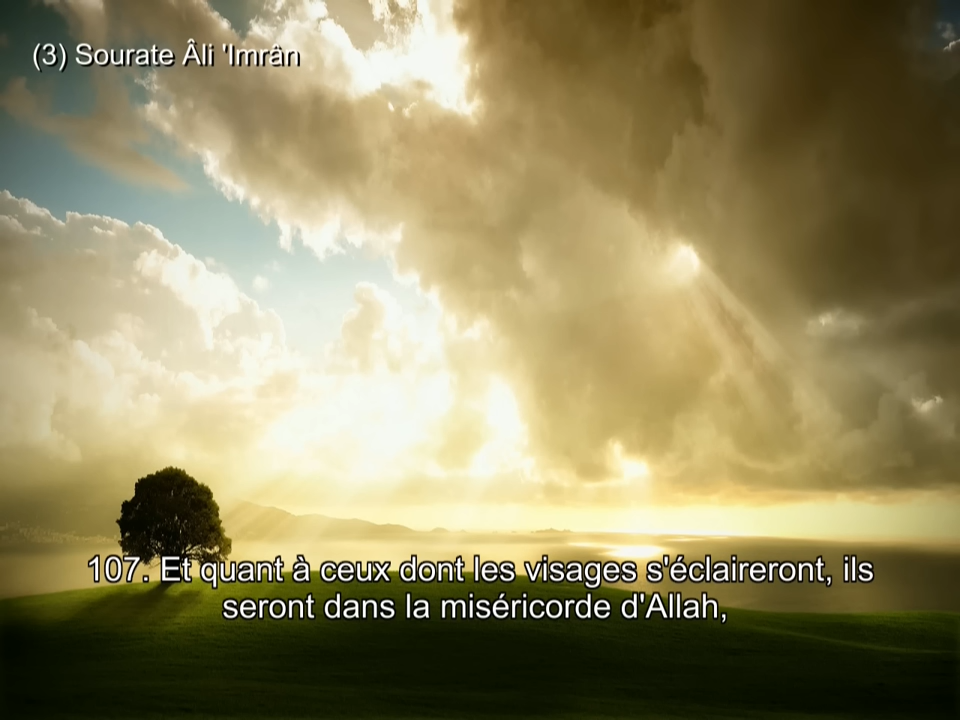 (3) Sourate Âli 'Imrân
107. Et quant à ceux dont les visages s'éclaireront, ils
seront dans la miséricorde d'Allah,